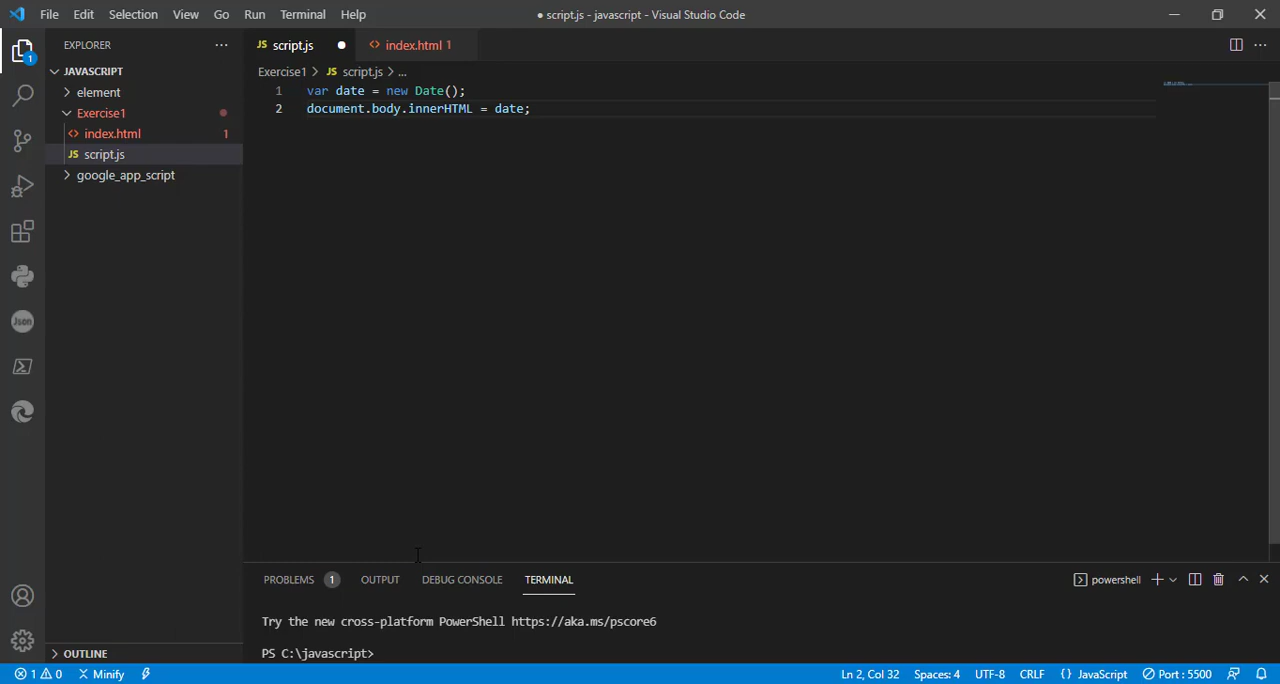 File Edit Selection View Go Run Terminal Help ● script.js - javascript - Visual Studio Code
EXPLORER ··· JS script.js ● <> index.html 1 ···
1
JAVASCRIPT Exercise1 > JS script.js > ...
element 1 var date = new Date();
Exercise1 2 document.body.innerHTML = date;
<> index.html 1
JS script.js
google_app_script
Json
PROBLEMS 1 OUTPUT DEBUG CONSOLE TERMINAL powershell
Try the new cross-platform PowerShell https://aka.ms/pscore6
OUTLINE PS C:\javascript>
1 0 Minify Ln 2, Col 32 Spaces: 4 UTF-8 CRLF {} JavaScript Port : 5500